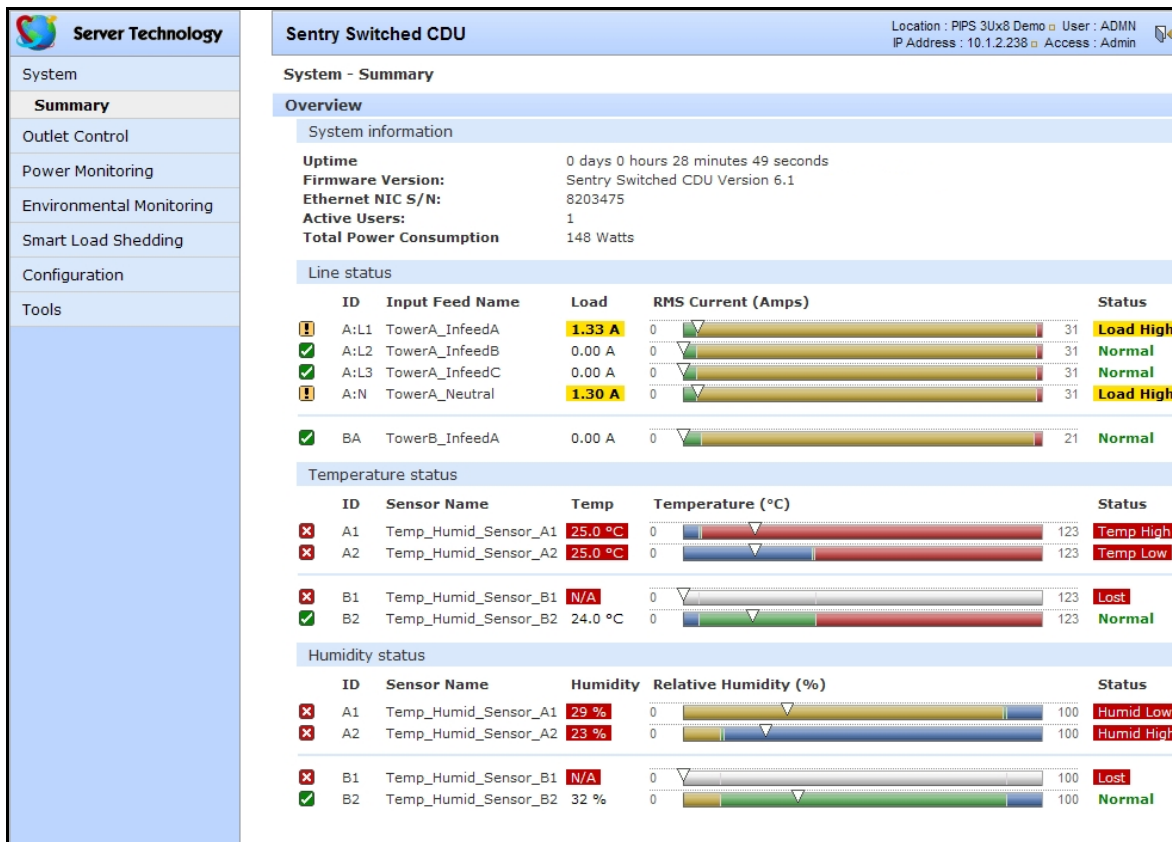 Server Technology
Sentry Switched CDU
Location : PIPS 3Ux8 Demo User : ADMN
IP Address : 10.1.2.238 Access : Admin
System
Summary
Outlet Control
Power Monitoring
Environmental Monitoring
Smart Load Shedding
Configuration
Tools
System - Summary
Overview
System information
Uptime 0 days 0 hours 28 minutes 49 seconds
Firmware Version: Sentry Switched CDU Version 6.1
Ethernet NIC S/N: 8203475
Active Users: 1
Total Power Consumption 148 Watts
Line status
ID Input Feed Name Load RMS Current (Amps) Status
A:L1 TowerA_InfeedA 1.33 A 0 31 Load High
A:L2 TowerA_InfeedB 0.00 A 0 31 Normal
A:L3 TowerA_InfeedC 0.00 A 0 31 Normal
A:N TowerA_Neutral 1.30 A 0 31 Load High
BA TowerB_InfeedA 0.00 A 0 21 Normal
Temperature status
ID Sensor Name Temp Temperature (°C) Status
A1 Temp_Humid_Sensor_A1 25.0 °C 0 123 Temp High
A2 Temp_Humid_Sensor_A2 25.0 °C 0 123 Temp Low
B1 Temp_Humid_Sensor_B1 N/A 0 123 Lost
B2 Temp_Humid_Sensor_B2 24.0 °C 0 123 Normal
Humidity status
ID Sensor Name Humidity Relative Humidity (%) Status
A1 Temp_Humid_Sensor_A1 29 % 0 100 Humid Low
A2 Temp_Humid_Sensor_A2 23 % 0 100 Humid High
B1 Temp_Humid_Sensor_B1 N/A 0 100 Lost
B2 Temp_Humid_Sensor_B2 32 % 0 100 Normal